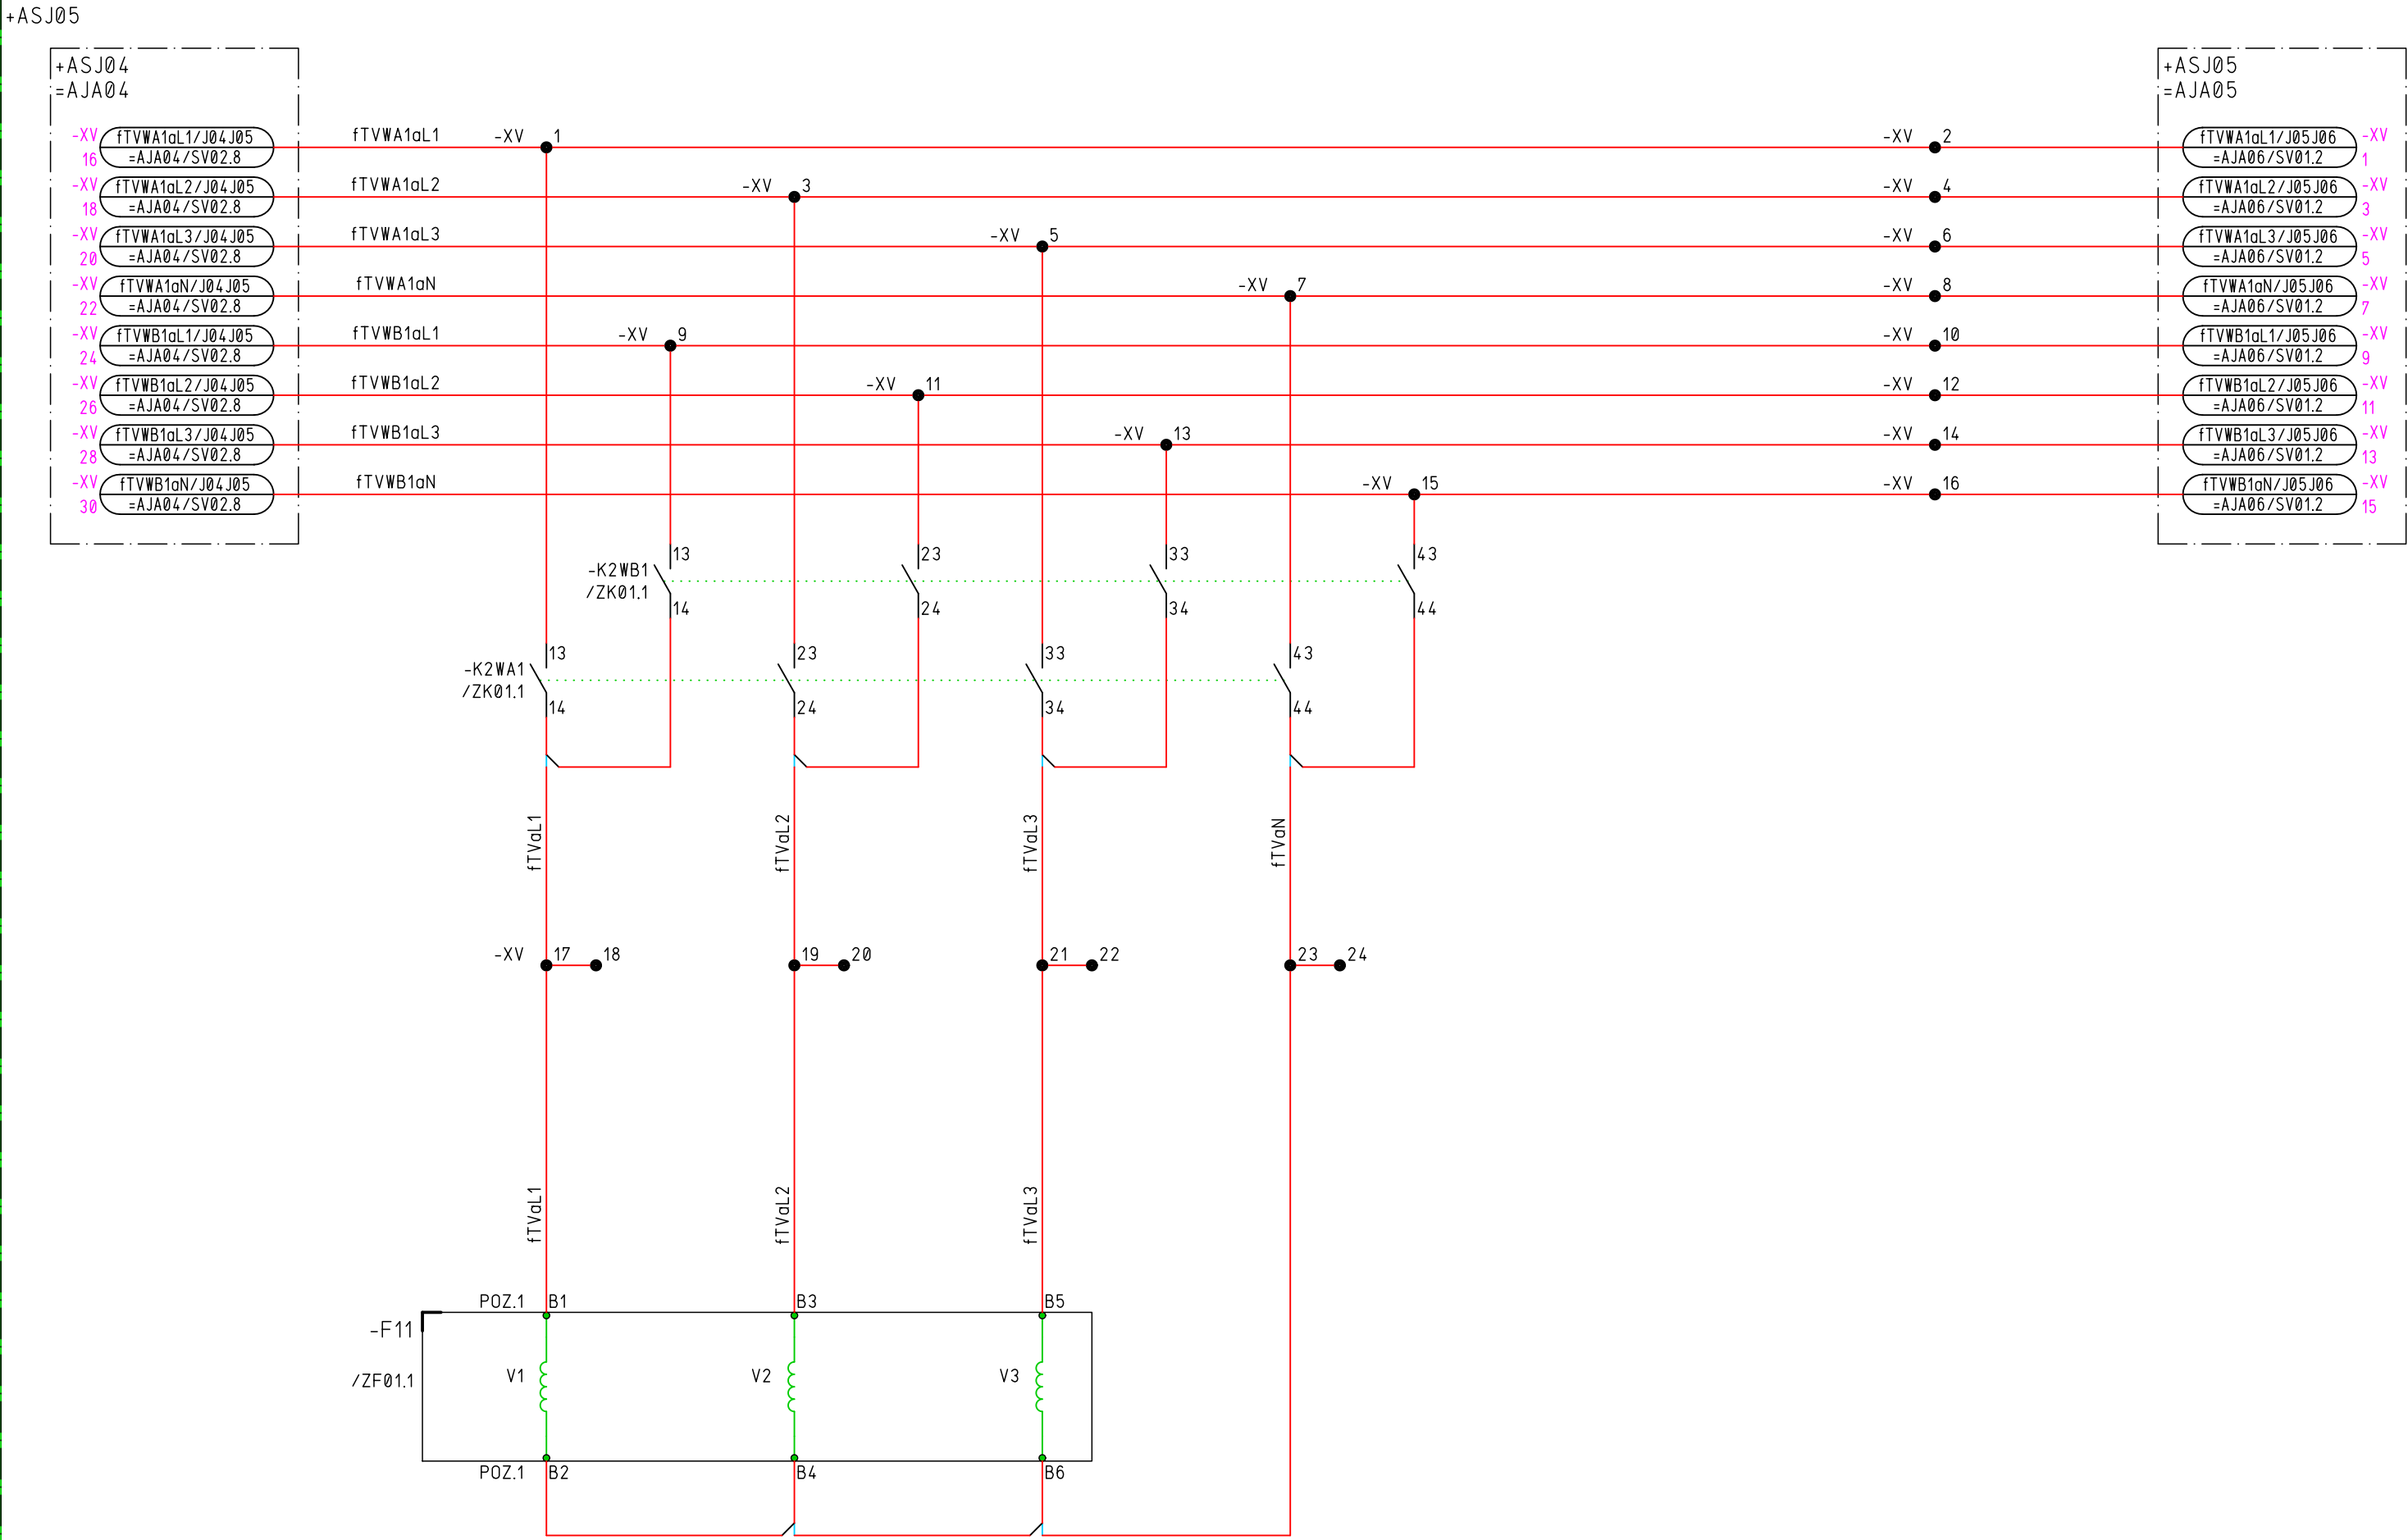 +ASJ05
+ASJ04
=AJA04
+ASJ05
=AJA05
-XV fTVWA1aL1/J04J05 fTVWA1aL1 -XV 1 -XV 2 fTVWA1aL1/J05J06 -XV
16 =AJA04/SV02.8 =AJA06/SV01.2 1
-XV fTVWA1aL2/J04J05 fTVWA1aL2 -XV 3 -XV 4 fTVWA1aL2/J05J06 -XV
18 =AJA04/SV02.8 =AJA06/SV01.2 3
-XV fTVWA1aL3/J04J05 fTVWA1aL3 -XV 5 -XV 6 fTVWA1aL3/J05J06 -XV
20 =AJA04/SV02.8 =AJA06/SV01.2 5
-XV fTVWA1aN/J04J05 fTVWA1aN -XV 7 -XV 8 fTVWA1aN/J05J06 -XV
22 =AJA04/SV02.8 =AJA06/SV01.2 7
-XV fTVWB1aL1/J04J05 fTVWB1aL1 -XV 9 -XV 10 fTVWB1aL1/J05J06 -XV
24 =AJA04/SV02.8 =AJA06/SV01.2 9
-XV fTVWB1aL2/J04J05 fTVWB1aL2 -XV 11 -XV 12 fTVWB1aL2/J05J06 -XV
26 =AJA04/SV02.8 =AJA06/SV01.2 11
-XV fTVWB1aL3/J04J05 fTVWB1aL3 -XV 13 -XV 14 fTVWB1aL3/J05J06 -XV
28 =AJA04/SV02.8 =AJA06/SV01.2 13
-XV fTVWB1aN/J04J05 fTVWB1aN -XV 15 -XV 16 fTVWB1aN/J05J06 -XV
30 =AJA04/SV02.8 =AJA06/SV01.2 15
13 23 33 43
-K2WB1
/ZK01.1
14 24 34 44
13 23 33 43
-K2WA1
/ZK01.1
14 24 34 44
fTVaL1 fTVaL2 fTVaL3 fTVaN
-XV 17 18 19 20 21 22 23 24
fTVaL1 fTVaL2 fTVaL3
POZ.1 B1 B3 B5
-F11
/ZF01.1 V1 V2 V3
POZ.1 B2 B4 B6